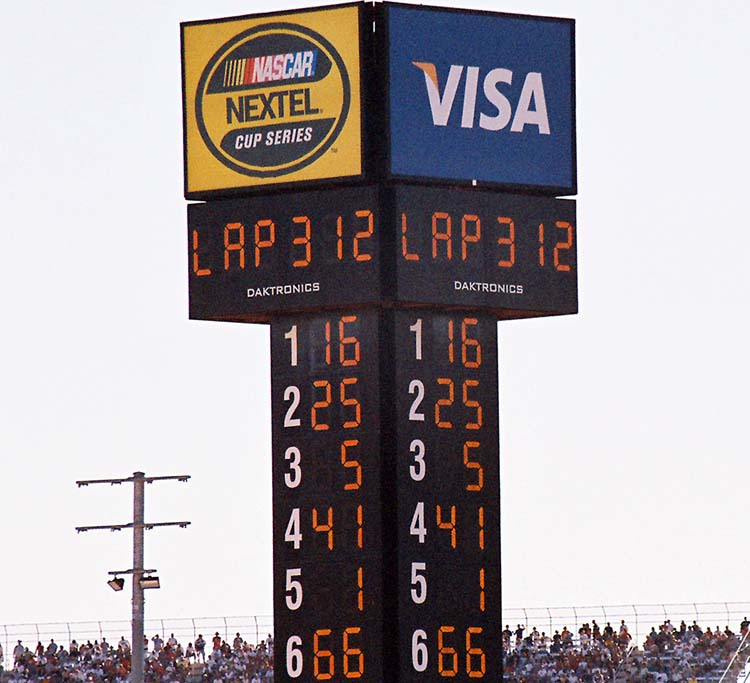 NASCAR
NEXTEL
CUP SERIES
VISA
LAP 312
DAKTRONICS
1 16
2 25
3 5
4 41
5 1
6 66
LAP 312
DAKTRONICS
1 16
2 25
3 5
4 41
5 1
6 66